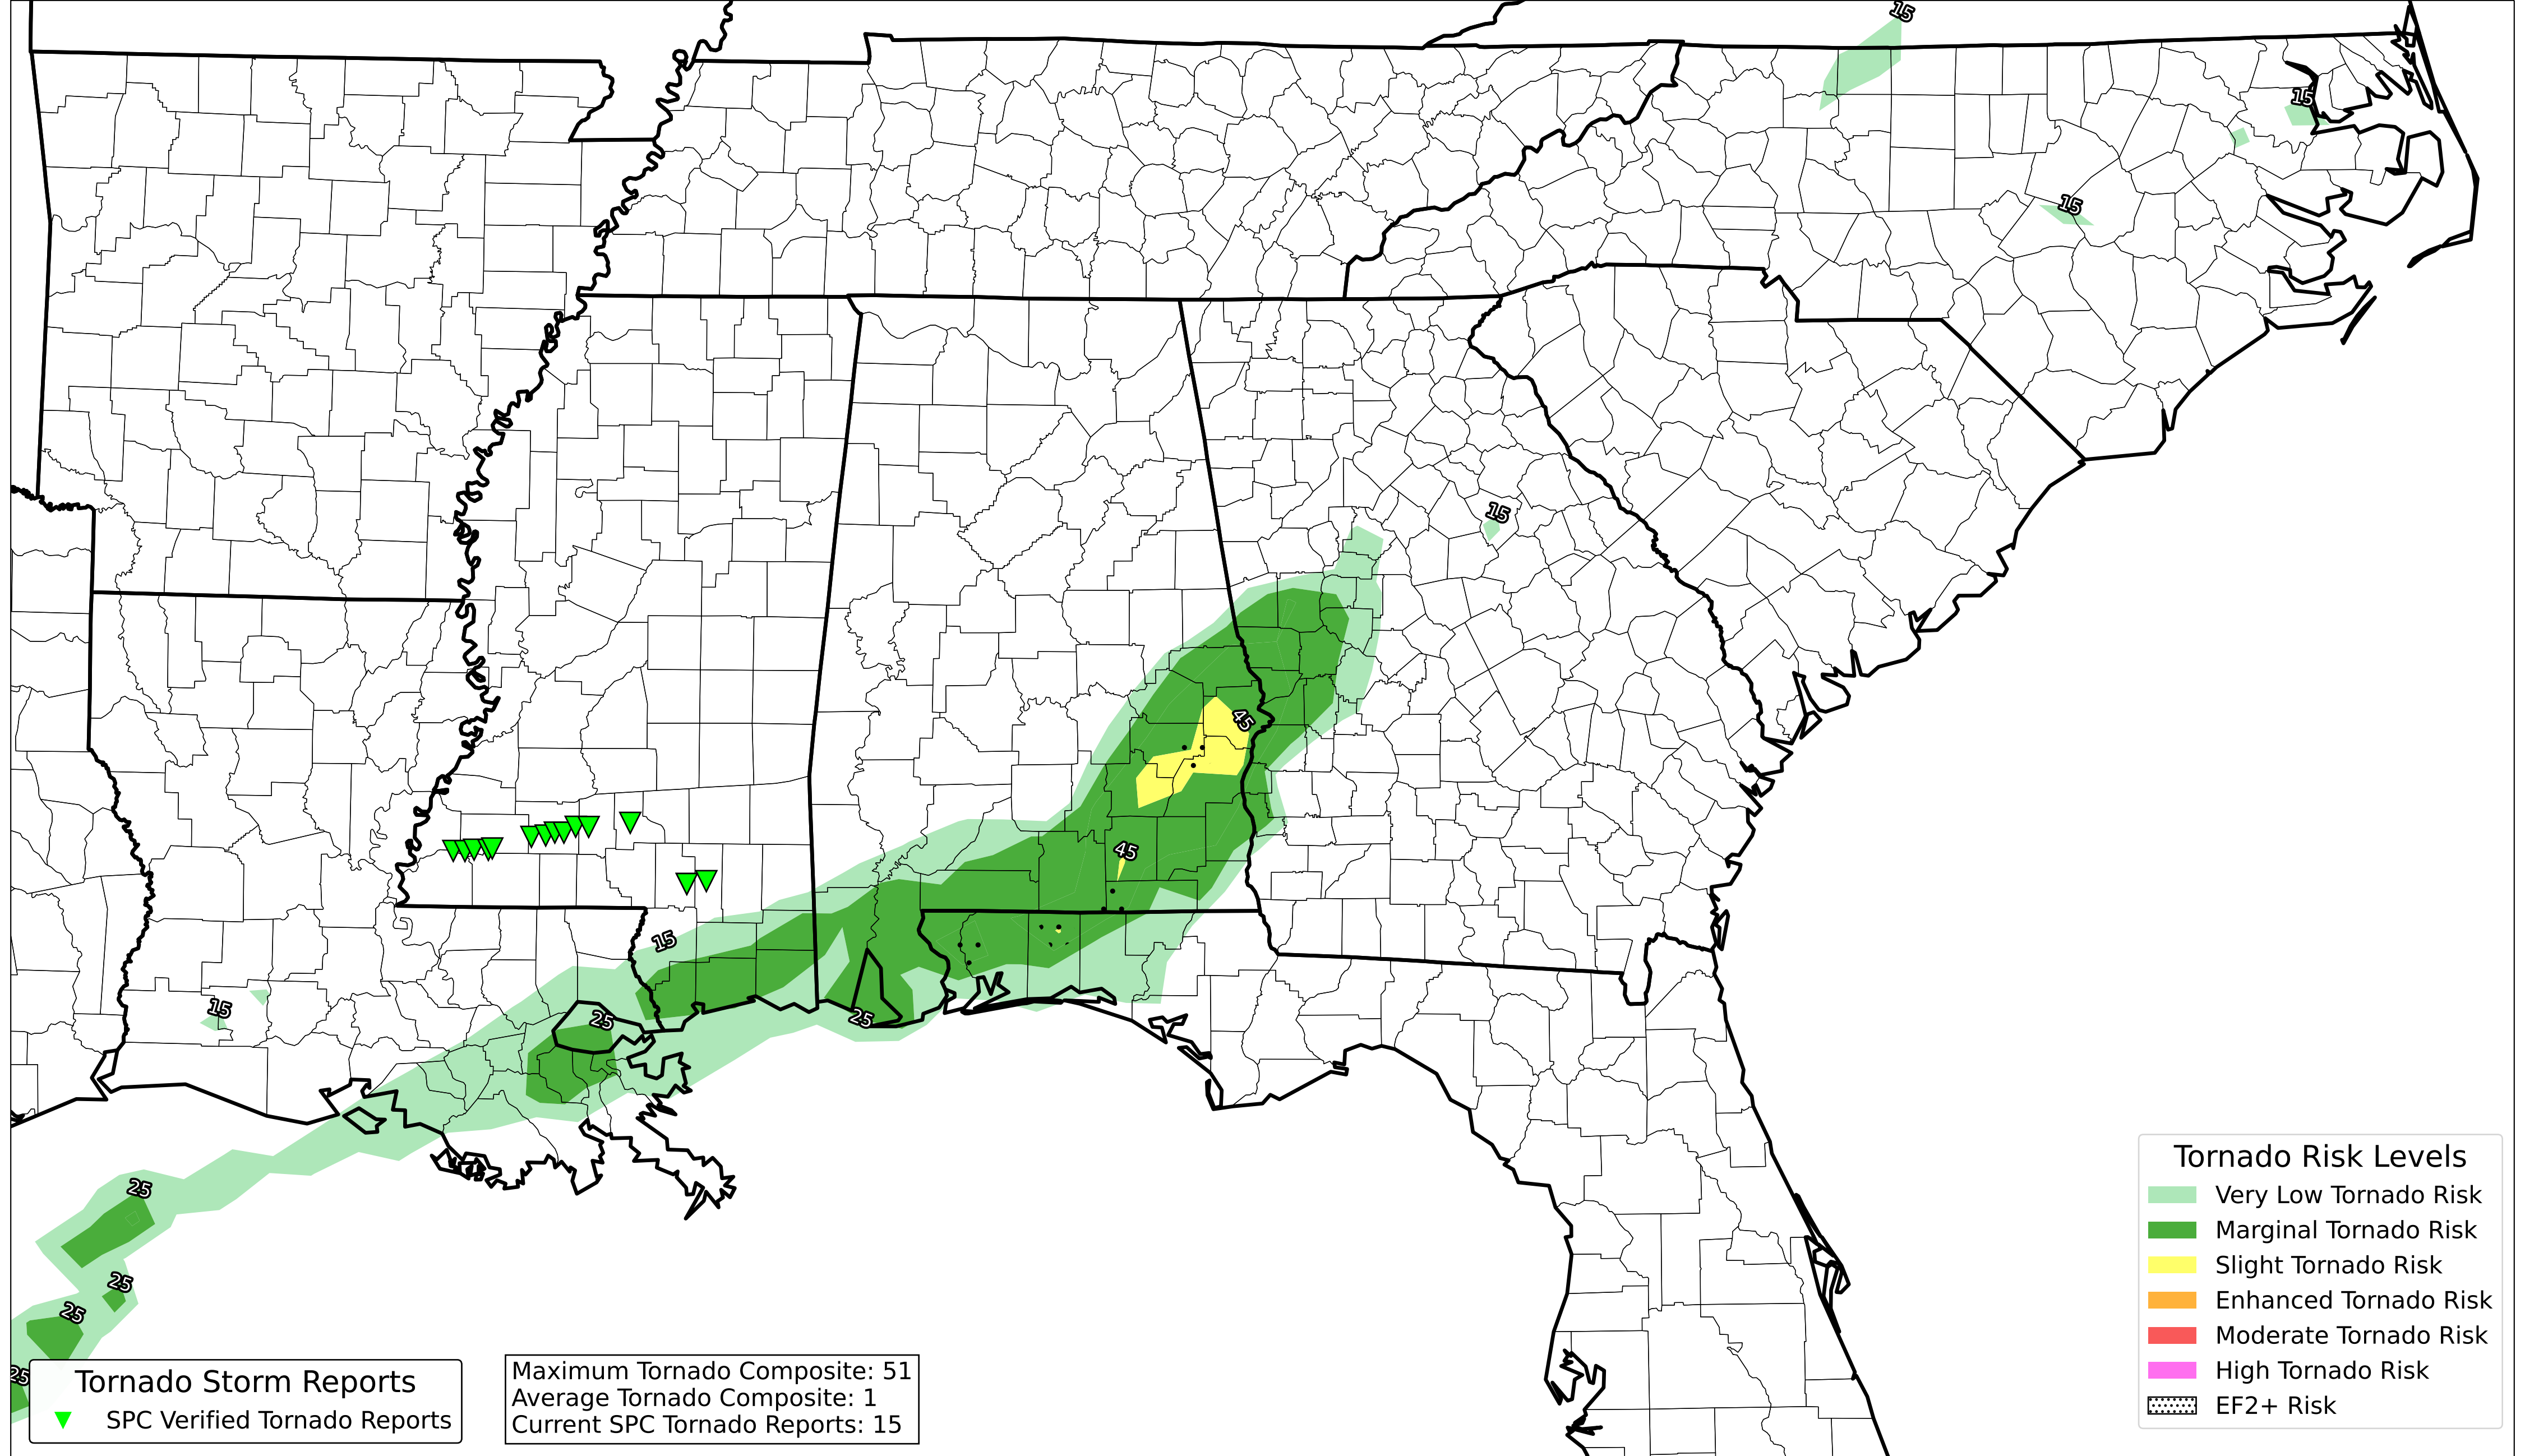 15
15
15
15
45
45
15
15
25
25
25
25
25
25
Tornado Storm Reports
SPC Verified Tornado Reports
Maximum Tornado Composite: 51
Average Tornado Composite: 1
Current SPC Tornado Reports: 15
Tornado Risk Levels
Very Low Tornado Risk
Marginal Tornado Risk
Slight Tornado Risk
Enhanced Tornado Risk
Moderate Tornado Risk
High Tornado Risk
EF2+ Risk